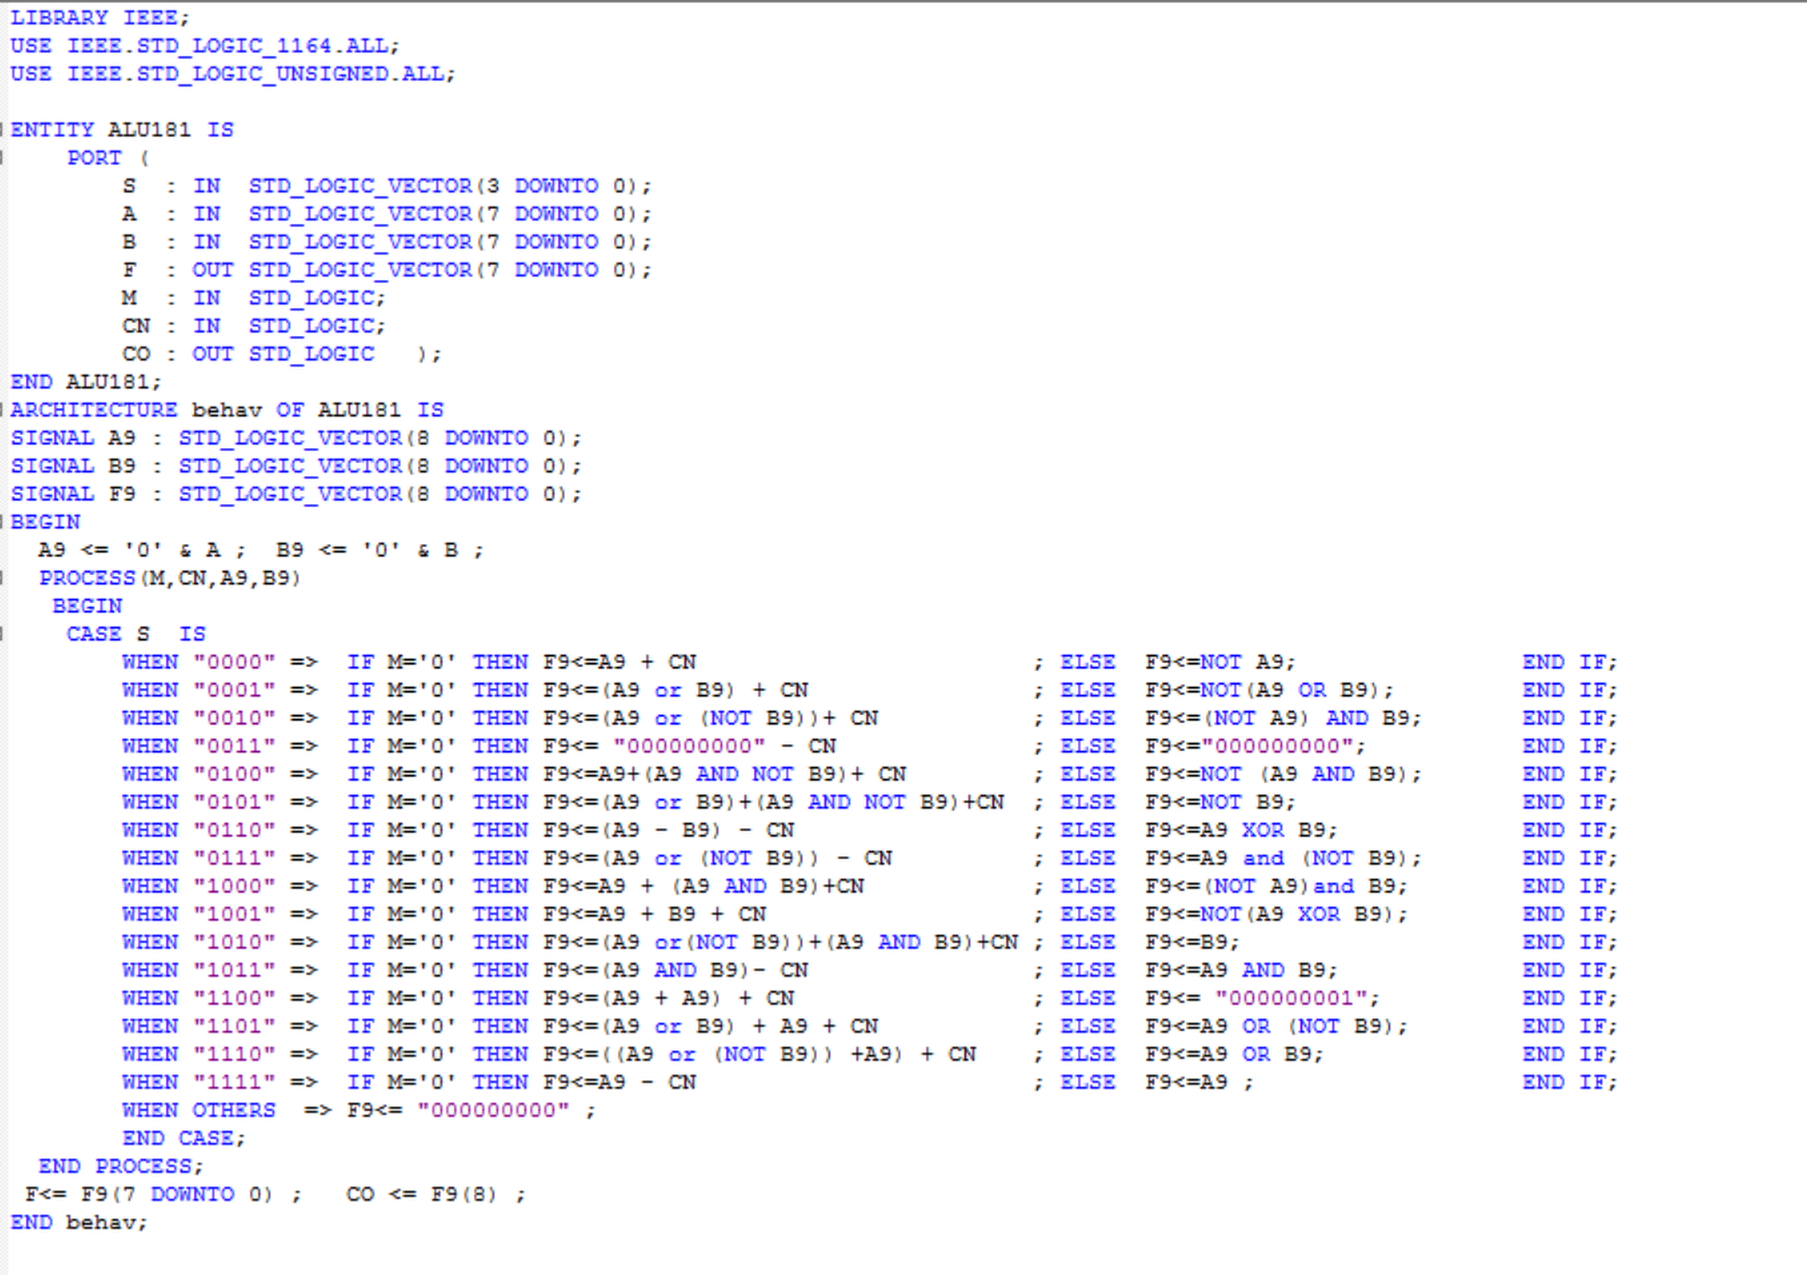 LIBRARY IEEE;
USE IEEE.STD_LOGIC_1164.ALL;
USE IEEE.STD_LOGIC_UNSIGNED.ALL;
ENTITY ALU181 IS
PORT (
S : IN STD_LOGIC_VECTOR(3 DOWNTO 0);
A : IN STD_LOGIC_VECTOR(7 DOWNTO 0);
B : IN STD_LOGIC_VECTOR(7 DOWNTO 0);
F : OUT STD_LOGIC_VECTOR(7 DOWNTO 0);
M : IN STD_LOGIC;
CN : IN STD_LOGIC;
CO : OUT STD_LOGIC );
END ALU181;
ARCHITECTURE behav OF ALU181 IS
SIGNAL A9 : STD_LOGIC_VECTOR(8 DOWNTO 0);
SIGNAL B9 : STD_LOGIC_VECTOR(8 DOWNTO 0);
SIGNAL F9 : STD_LOGIC_VECTOR(8 DOWNTO 0);
BEGIN
A9 <= '0' & A ; B9 <= '0' & B ;
PROCESS(M,CN,A9,B9)
BEGIN
CASE S IS
WHEN "0000" => IF M='0' THEN F9<=A9 + CN ; ELSE F9<=NOT A9; END IF;
WHEN "0001" => IF M='0' THEN F9<=(A9 or B9) + CN ; ELSE F9<=NOT(A9 OR B9); END IF;
WHEN "0010" => IF M='0' THEN F9<=(A9 or (NOT B9))+ CN ; ELSE F9<=(NOT A9) AND B9; END IF;
WHEN "0011" => IF M='0' THEN F9<= "000000000" - CN ; ELSE F9<="000000000"; END IF;
WHEN "0100" => IF M='0' THEN F9<=A9+(A9 AND NOT B9)+ CN ; ELSE F9<=NOT (A9 AND B9); END IF;
WHEN "0101" => IF M='0' THEN F9<=(A9 or B9)+(A9 AND NOT B9)+CN ; ELSE F9<=NOT B9; END IF;
WHEN "0110" => IF M='0' THEN F9<=(A9 - B9) - CN ; ELSE F9<=A9 XOR B9; END IF;
WHEN "0111" => IF M='0' THEN F9<=(A9 or (NOT B9)) - CN ; ELSE F9<=A9 and (NOT B9); END IF;
WHEN "1000" => IF M='0' THEN F9<=A9 + (A9 AND B9)+CN ; ELSE F9<=(NOT A9)and B9; END IF;
WHEN "1001" => IF M='0' THEN F9<=A9 + B9 + CN ; ELSE F9<=NOT(A9 XOR B9); END IF;
WHEN "1010" => IF M='0' THEN F9<=(A9 or(NOT B9))+(A9 AND B9)+CN ; ELSE F9<=B9; END IF;
WHEN "1011" => IF M='0' THEN F9<=(A9 AND B9)- CN ; ELSE F9<=A9 AND B9; END IF;
WHEN "1100" => IF M='0' THEN F9<=(A9 + A9) + CN ; ELSE F9<= "000000001"; END IF;
WHEN "1101" => IF M='0' THEN F9<=(A9 or B9) + A9 + CN ; ELSE F9<=A9 OR (NOT B9); END IF;
WHEN "1110" => IF M='0' THEN F9<=((A9 or (NOT B9)) +A9) + CN ; ELSE F9<=A9 OR B9; END IF;
WHEN "1111" => IF M='0' THEN F9<=A9 - CN ; ELSE F9<=A9 ; END IF;
WHEN OTHERS => F9<= "000000000" ;
END CASE;
END PROCESS;
F<= F9(7 DOWNTO 0) ; CO <= F9(8) ;
END behav;